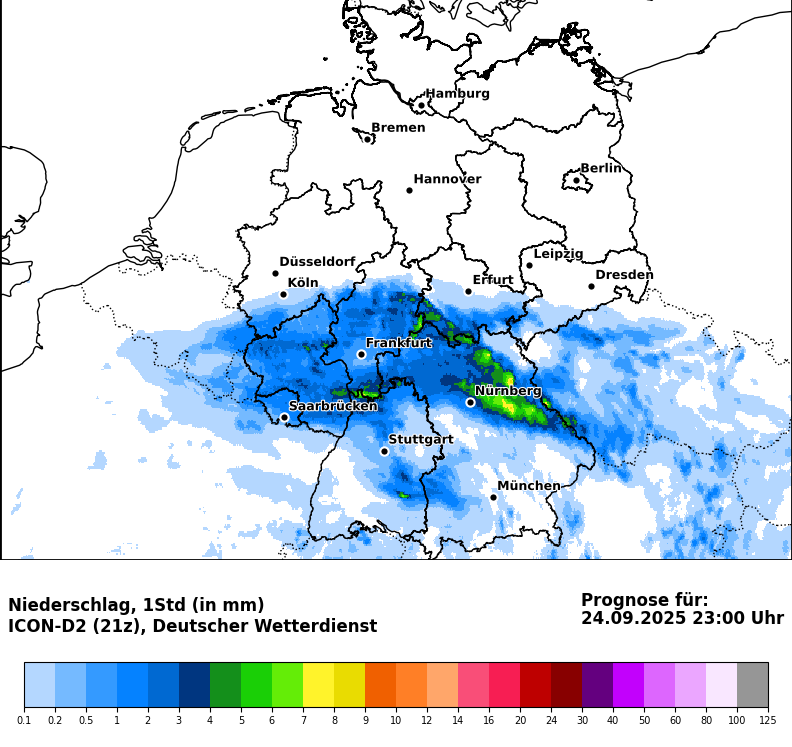 Hamburg
Bremen
Berlin
Hannover
Leipzig
Düsseldorf
Dresden
Köln
Erfurt
Frankfurt
Nürnberg
Saarbrücken
Stuttgart
München
Niederschlag, 1Std (in mm)
ICON-D2 (21z), Deutscher Wetterdienst
Prognose für:
24.09.2025 23:00 Uhr
0.1 0.2 0.5 1 2 3 4 5 6 7 8 9 10 12 14 16 20 24 30 40 50 60 80 100 125